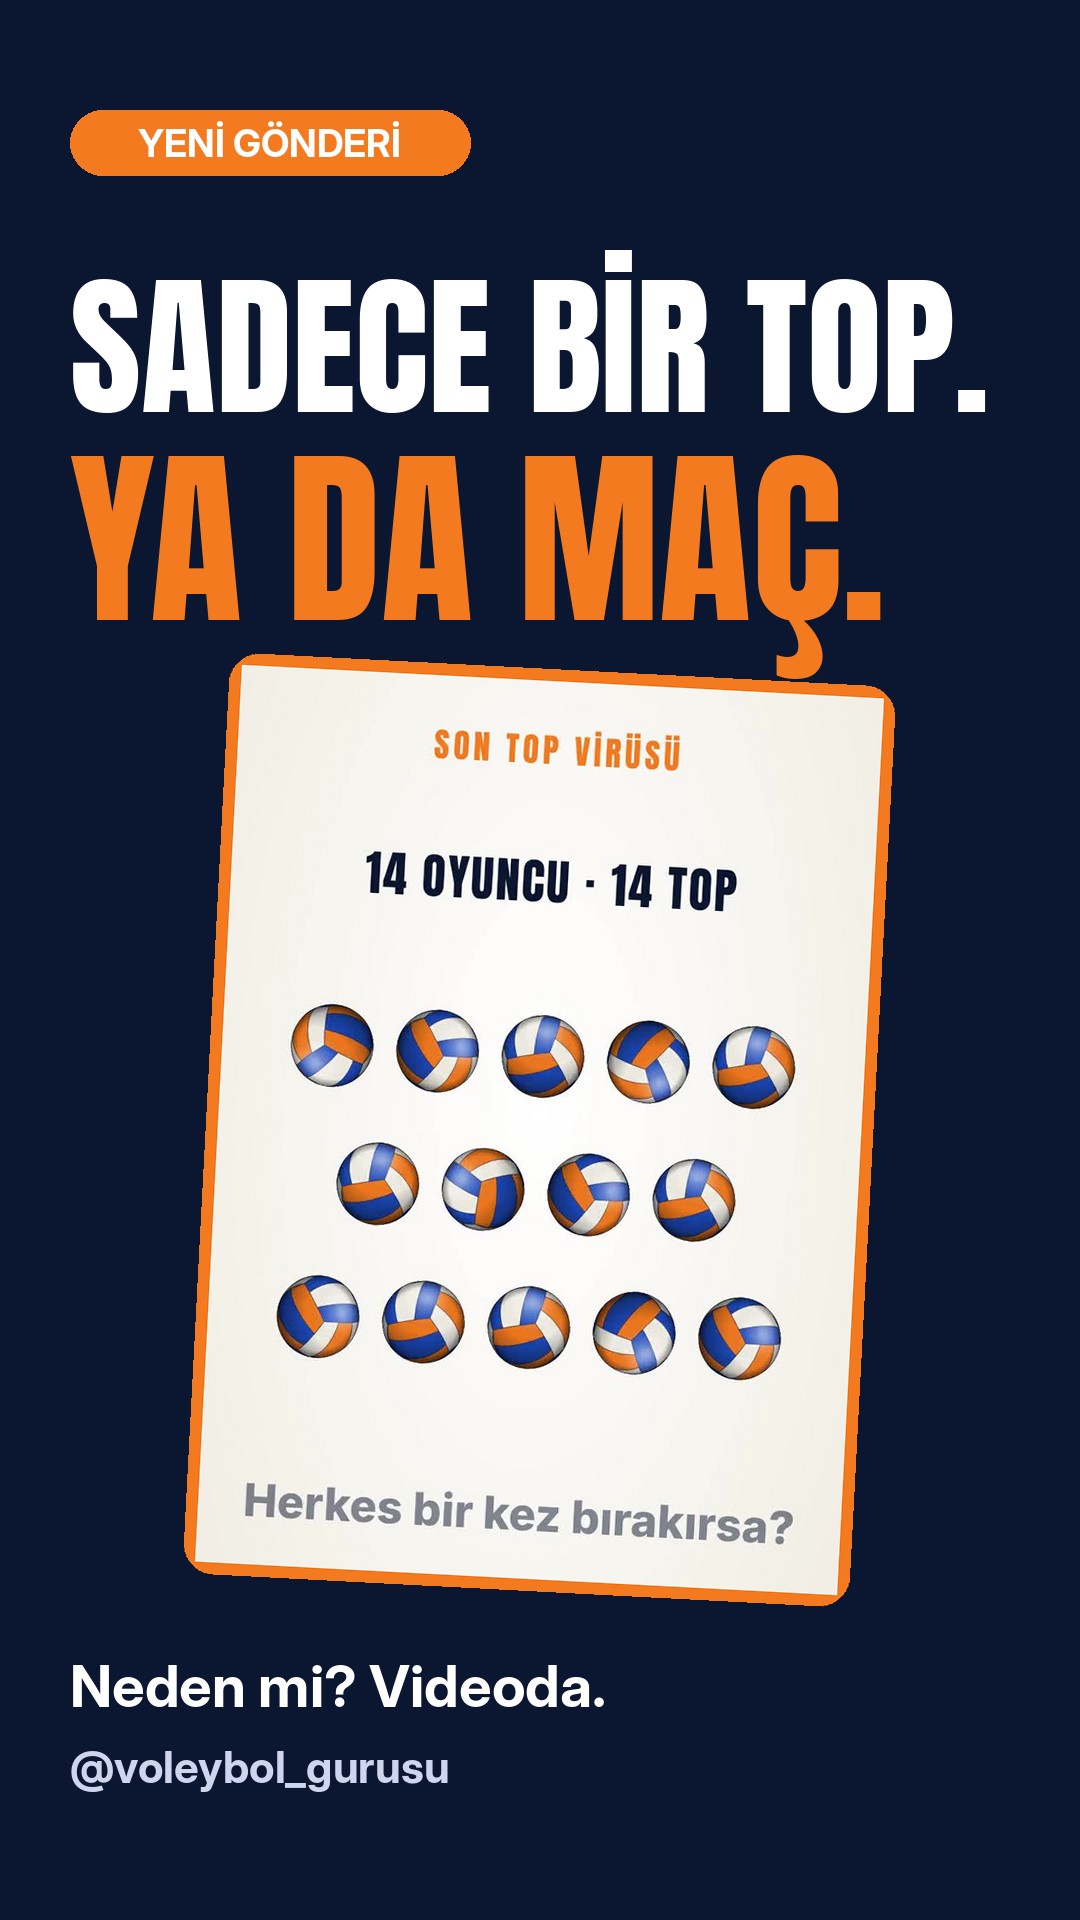 YENİ GÖNDERİ
SADECE BİR TOP.
YA DA MAÇ.
SON TOP VİRÜSÜ
14 OYUNCU · 14 TOP
Herkes bir kez bırakırsa?
Neden mi? Videoda.
@voleybol_gurusu